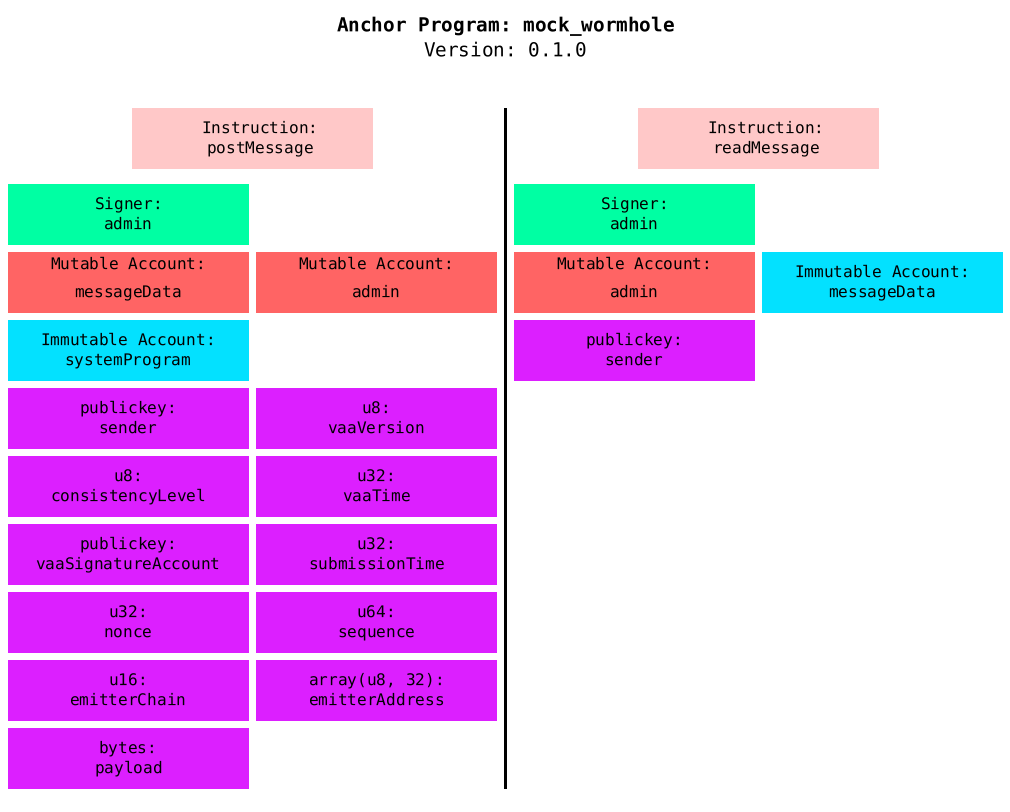 Anchor Program: mock_wormhole
Version: 0.1.0
Instruction:
postMessage
Signer:
admin
Mutable Account:
messageData
Mutable Account:
admin
Immutable Account:
systemProgram
publickey:
sender
u8:
vaaVersion
u8:
consistencyLevel
u32:
vaaTime
publickey:
vaaSignatureAccount
u32:
submissionTime
u32:
nonce
u64:
sequence
u16:
emitterChain
array(u8, 32):
emitterAddress
bytes:
payload
Instruction:
readMessage
Signer:
admin
Mutable Account:
admin
Immutable Account:
messageData
publickey:
sender